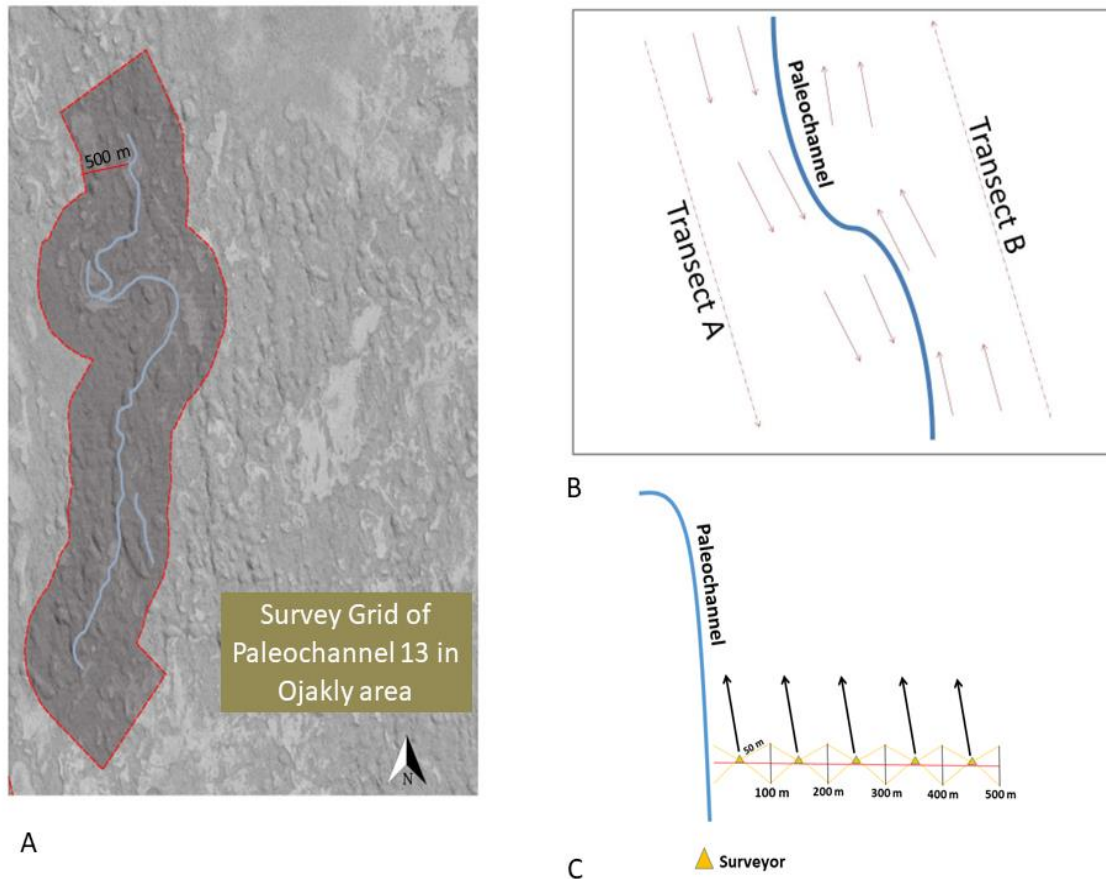 500 m
Survey Grid of
Paleochannel 13 in
Ojakly area
N
A
Paleochannel
Transect A
Transect B
B
Paleochannel
50 m
100 m
200 m
300 m
400 m
500 m
Surveyor
C